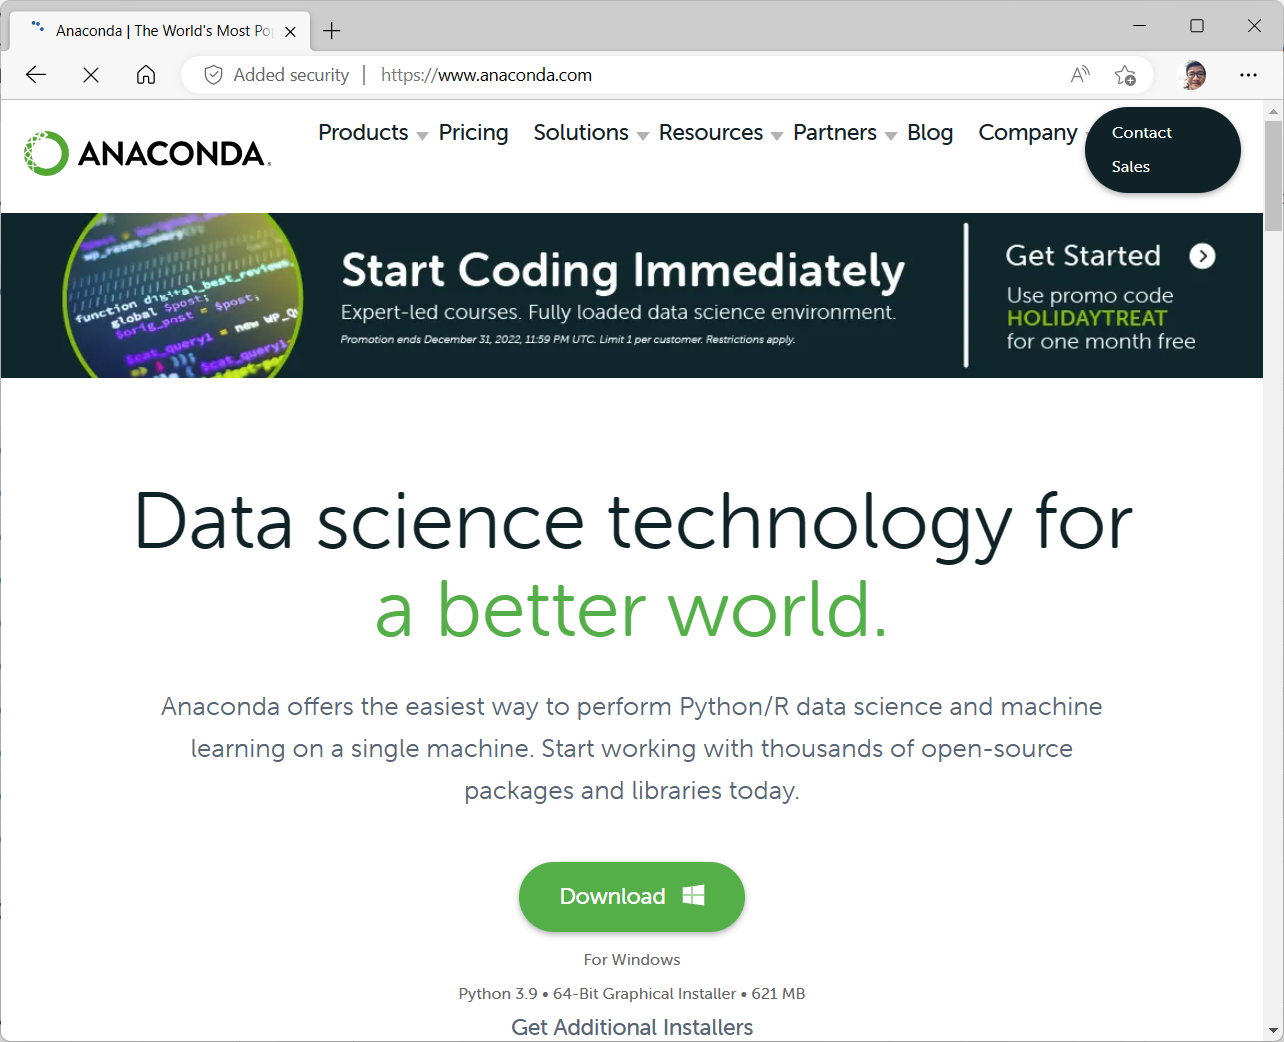 Anaconda | The World's Most Po
Added security | https://www.anaconda.com
ANACONDA.
Products Pricing Solutions Resources Partners Blog Company
Contact
Sales
wp_reset_query();
digital_best_reviews,
function
global $post;
$orig_post = $post;
$cat_query1 = new WP_Qu
$cat_query1-
Start Coding Immediately
Expert-led courses. Fully loaded data science environment.
Promotion ends December 31, 2022, 11:59 PM UTC. Limit 1 per customer. Restrictions apply.
Get Started
Use promo code
HOLIDAYTREAT
for one month free
Data science technology for
a better world.
Anaconda offers the easiest way to perform Python/R data science and machine
learning on a single machine. Start working with thousands of open-source
packages and libraries today.
Download
For Windows
Python 3.9 • 64-Bit Graphical Installer • 621 MB
Get Additional Installers